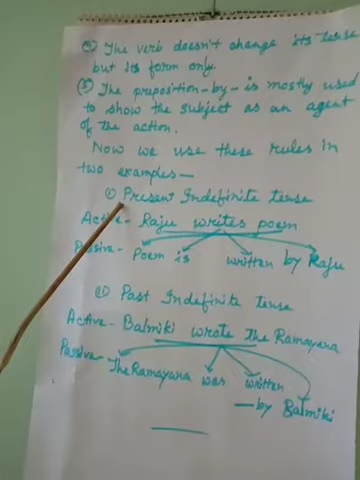 ④ The verb doesn't change its tense
but its form only.
⑤ The preposition-by-is mostly used
to show the subject as an agent
of the action.
Now we use these rules in
two examples—
① Present Indefinite tense
Active- Raju writes poem
Passive- Poem is written by Raju
② Past Indefinite tense
Active- Balmiki wrote The Ramayana
Passive- The Ramayana was written
—by Balmiki